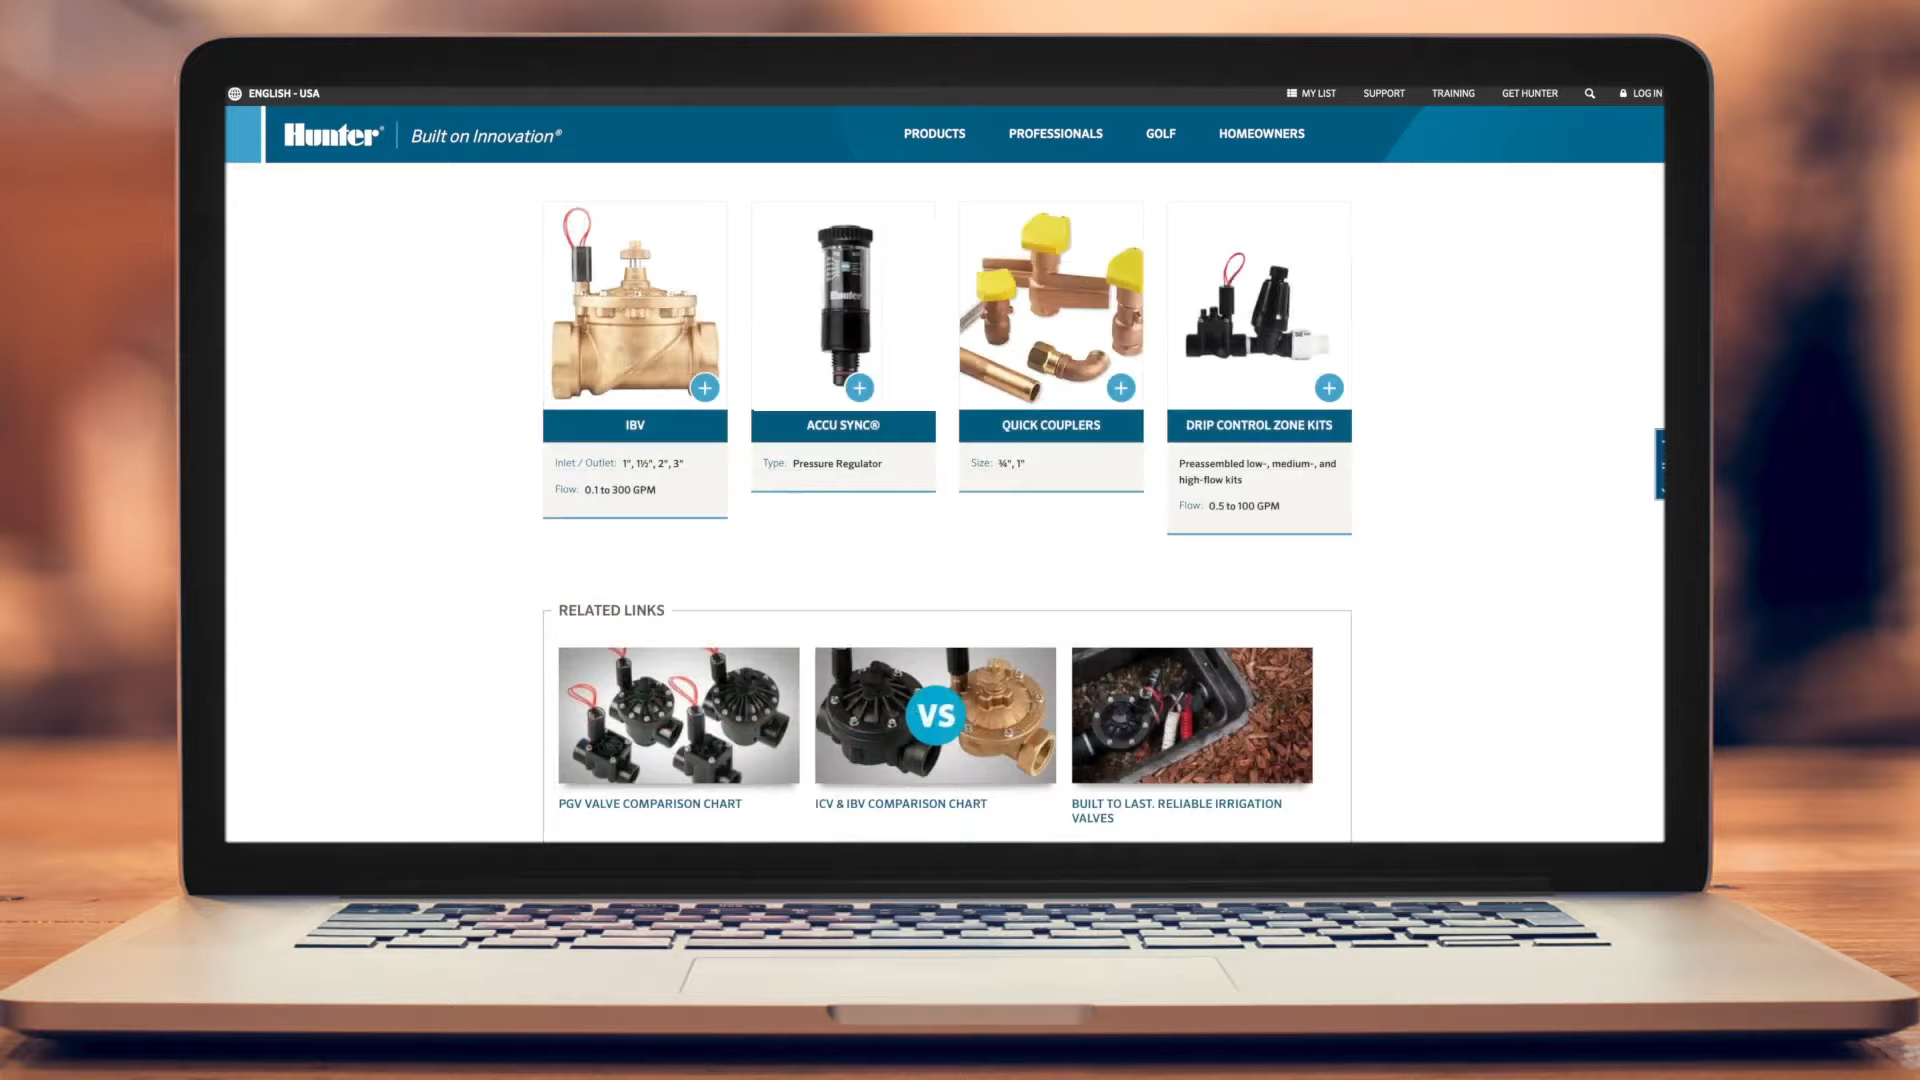 ENGLISH - USA
MY LIST SUPPORT TRAINING GET HUNTER LOG IN
Hunter® Built on Innovation®
PRODUCTS PROFESSIONALS GOLF HOMEOWNERS
Hunter
IBV
Inlet / Outlet: 1", 1½", 2", 3"
Flow: 0.1 to 300 GPM
ACCU SYNC®
Type: Pressure Regulator
QUICK COUPLERS
Size: ¾", 1"
DRIP CONTROL ZONE KITS
Preassembled low-, medium-, and
high-flow kits
Flow: 0.5 to 100 GPM
RELATED LINKS
VS
PGV VALVE COMPARISON CHART
ICV & IBV COMPARISON CHART
BUILT TO LAST. RELIABLE IRRIGATION
VALVES